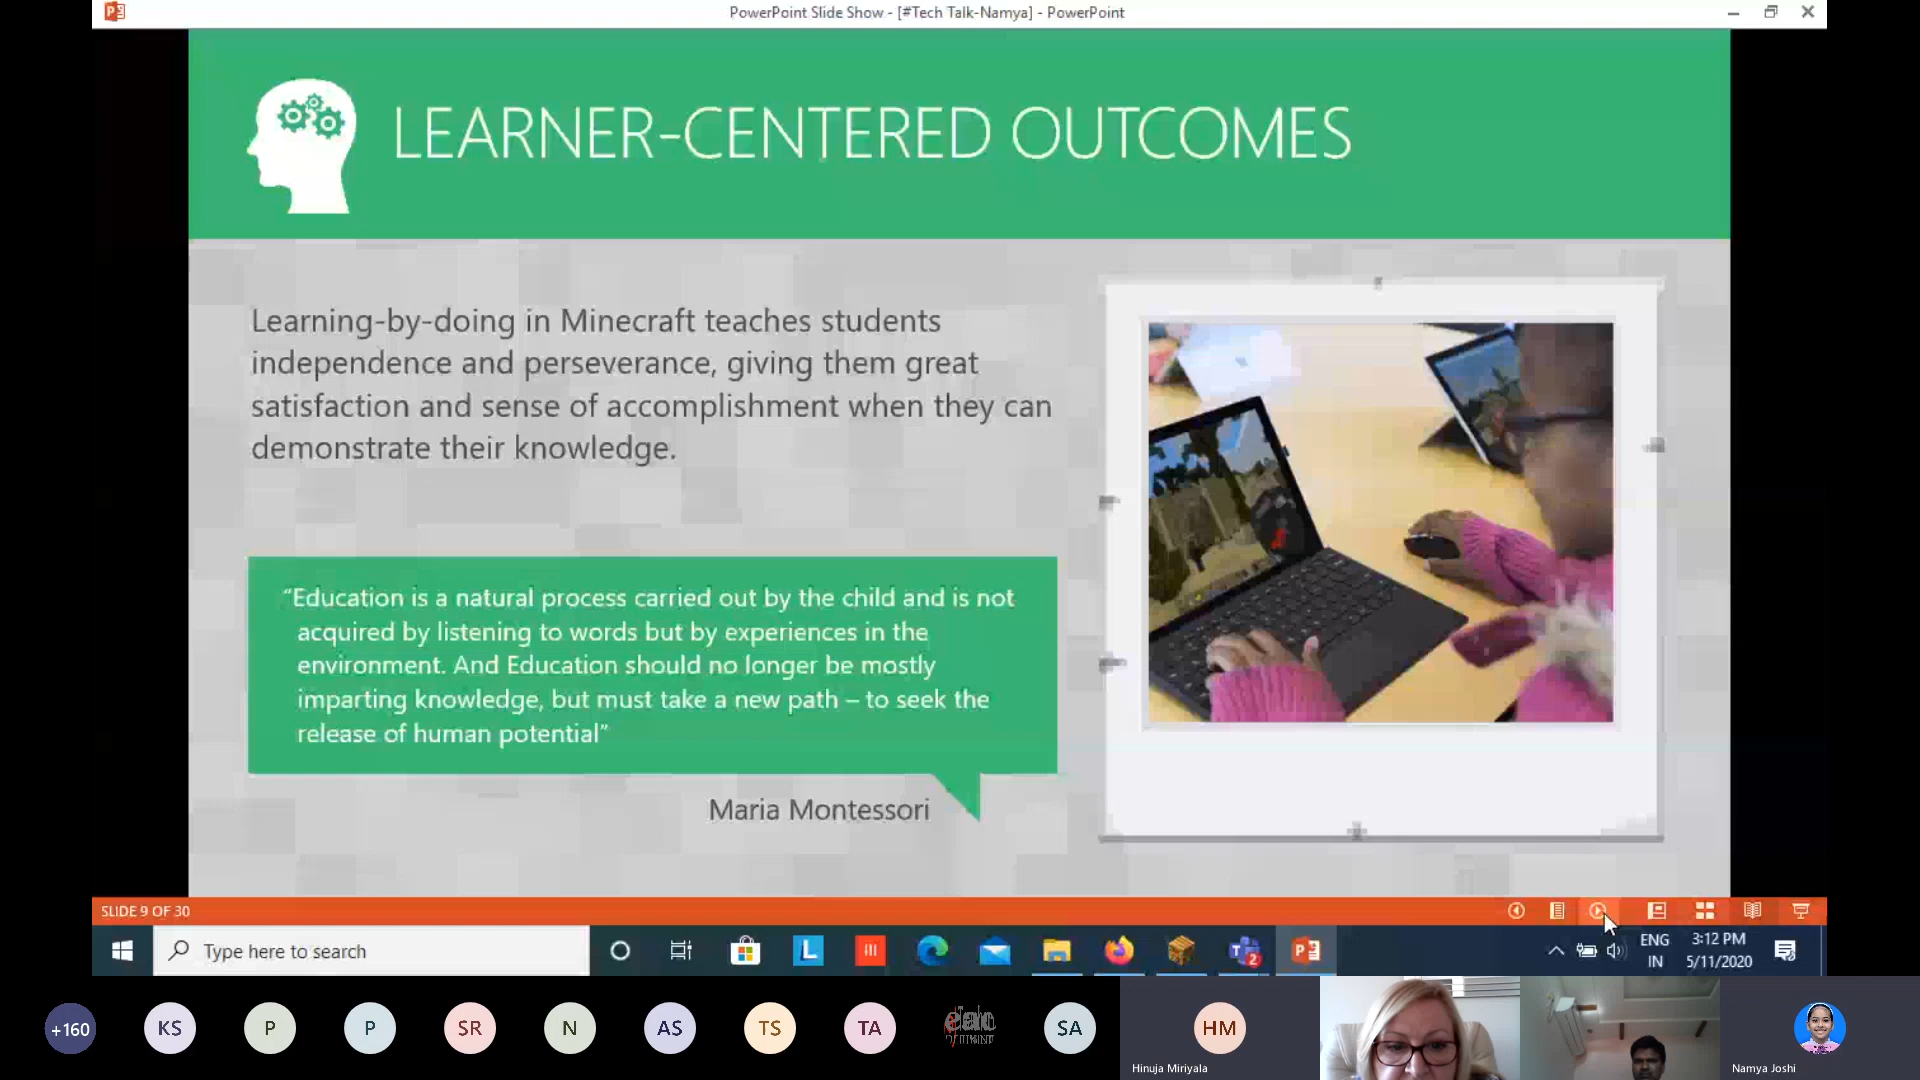 PowerPoint Slide Show - [#Tech Talk-Namya] - PowerPoint
LEARNER-CENTERED OUTCOMES
Learning-by-doing in Minecraft teaches students
independence and perseverance, giving them great
satisfaction and sense of accomplishment when they can
demonstrate their knowledge.
“Education is a natural process carried out by the child and is not
acquired by listening to words but by experiences in the
environment. And Education should no longer be mostly
imparting knowledge, but must take a new path – to seek the
release of human potential”
Maria Montessori
SLIDE 9 OF 30
Type here to search
L
2
ENG
IN
3:12 PM
5/11/2020
+160
KS
P
P
SR
N
AS
TS
TA
SA
HM
Hinuja Miriyala
Namya Joshi